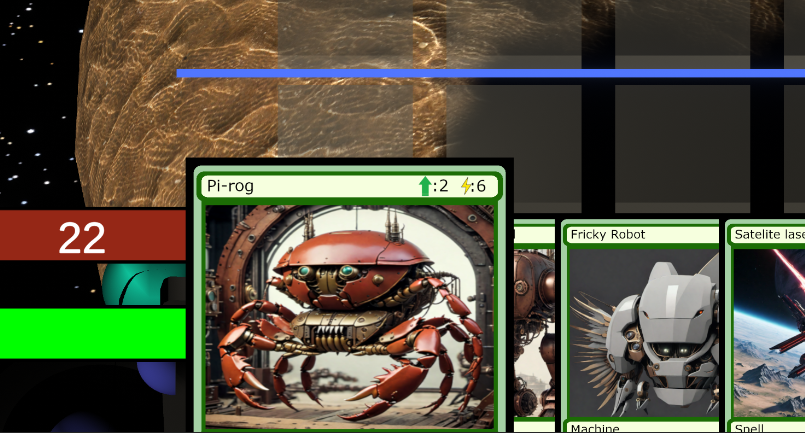 Pi-rog :2 :6
22
Fricky Robot
Satelite lase
Machine
Spell